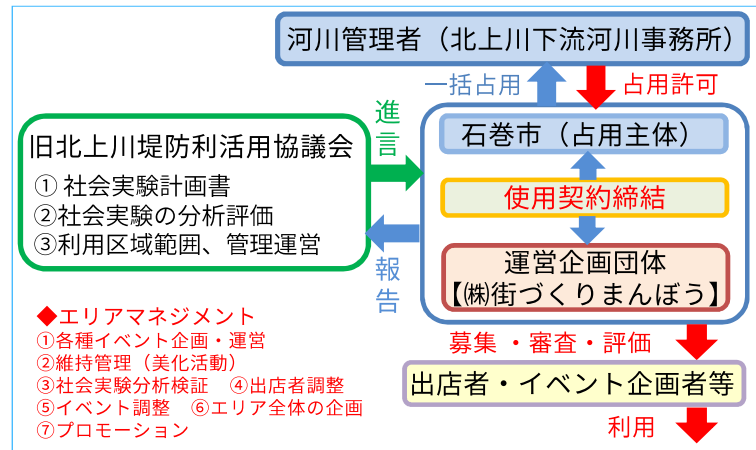 河川管理者（北上川下流河川事務所）
一括占用
占用許可
進言
旧北上川堤防利活用協議会
① 社会実験計画書
②社会実験の分析評価
③利用区域範囲、管理運営
石巻市（占用主体）
使用契約締結
報告
運営企画団体
【㈱街づくりまんぼう】
◆エリアマネジメント
①各種イベント企画・運営
②維持管理（美化活動）
③社会実験分析検証　④出店者調整
⑤イベント調整　⑥エリア全体の企画
⑦プロモーション
募集 ・審査・評価
出店者・イベント企画者等
利用